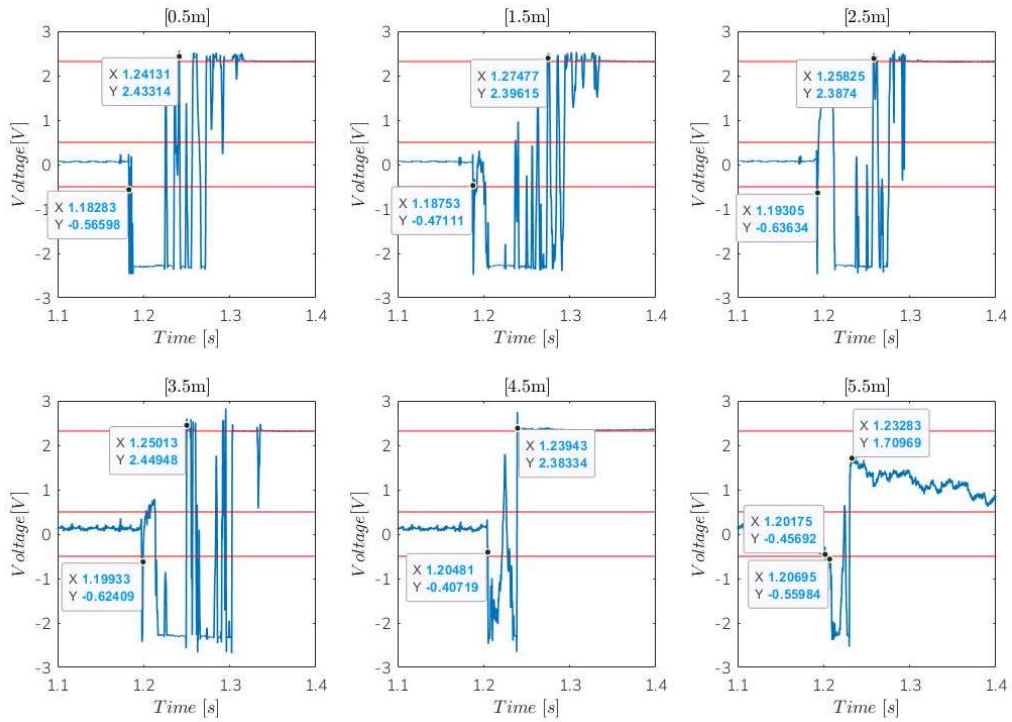 [0.5m]
3
2
1
0
-1
-2
-3
Voltage[V]
X 1.24131
Y 2.43314
X 1.18283
Y -0.56598
1.1
1.2
1.3
1.4
Time [s]
[1.5m]
3
2
1
0
-1
-2
-3
Voltage[V]
X 1.27477
Y 2.39615
X 1.18753
Y -0.47111
1.1
1.2
1.3
1.4
Time [s]
[2.5m]
3
2
1
0
-1
-2
-3
Voltage[V]
X 1.25825
Y 2.3874
X 1.19305
Y -0.63634
1.1
1.2
1.3
1.4
Time [s]
[3.5m]
3
2
1
0
-1
-2
-3
Voltage[V]
X 1.25013
Y 2.44948
X 1.19933
Y -0.62409
1.1
1.2
1.3
1.4
Time [s]
[4.5m]
3
2
1
0
-1
-2
-3
Voltage[V]
X 1.23943
Y 2.38334
X 1.20481
Y -0.40719
1.1
1.2
1.3
1.4
Time [s]
[5.5m]
3
2
1
0
-1
-2
-3
Voltage[V]
X 1.23283
Y 1.70969
X 1.20175
Y -0.45692
X 1.20695
Y -0.55984
1.1
1.2
1.3
1.4
Time [s]